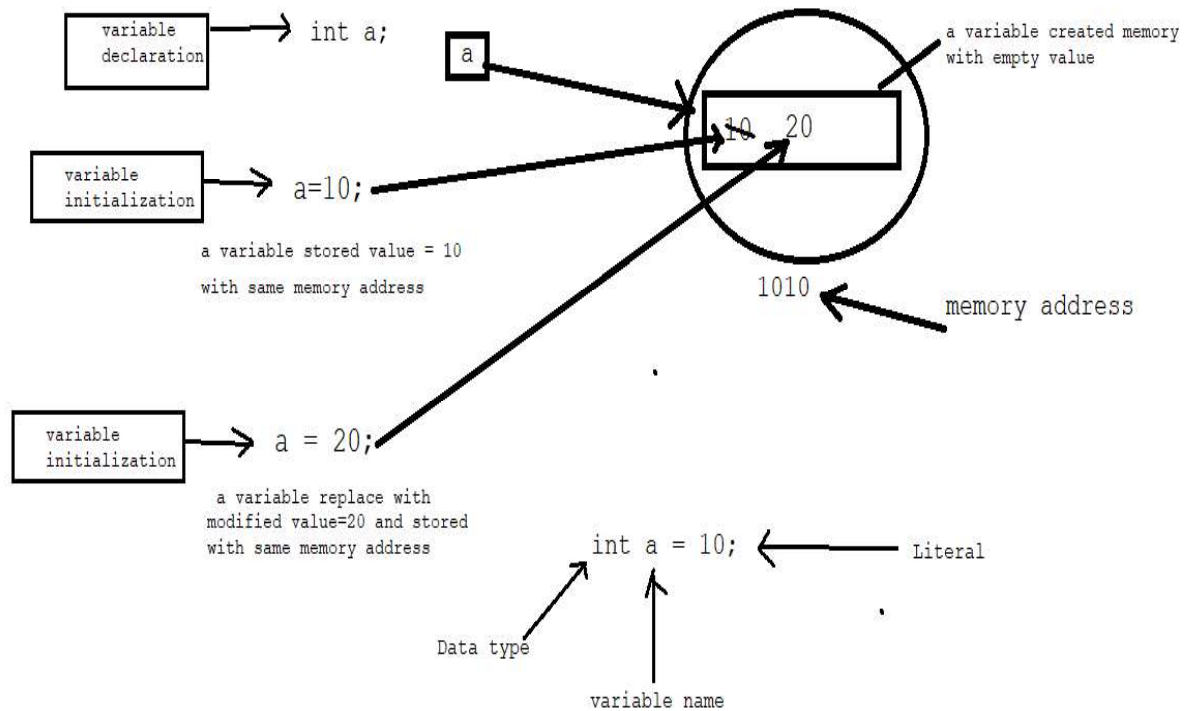 variable
declaration
int a;
a
a variable created memory
with empty value
10 20
variable
initialization
a=10;
a variable stored value = 10
with same memory address
1010
memory address
variable
initialization
a = 20;
a variable replace with
modified value=20 and stored
with same memory address
int a = 10;
Literal
Data type
variable name